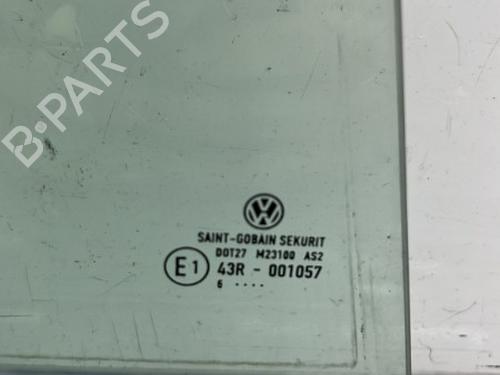 B-PARTS
SAINT-GOBAIN SEKURIT
DOT27 M23100 AS2
E1 43R - 001057
6 ....